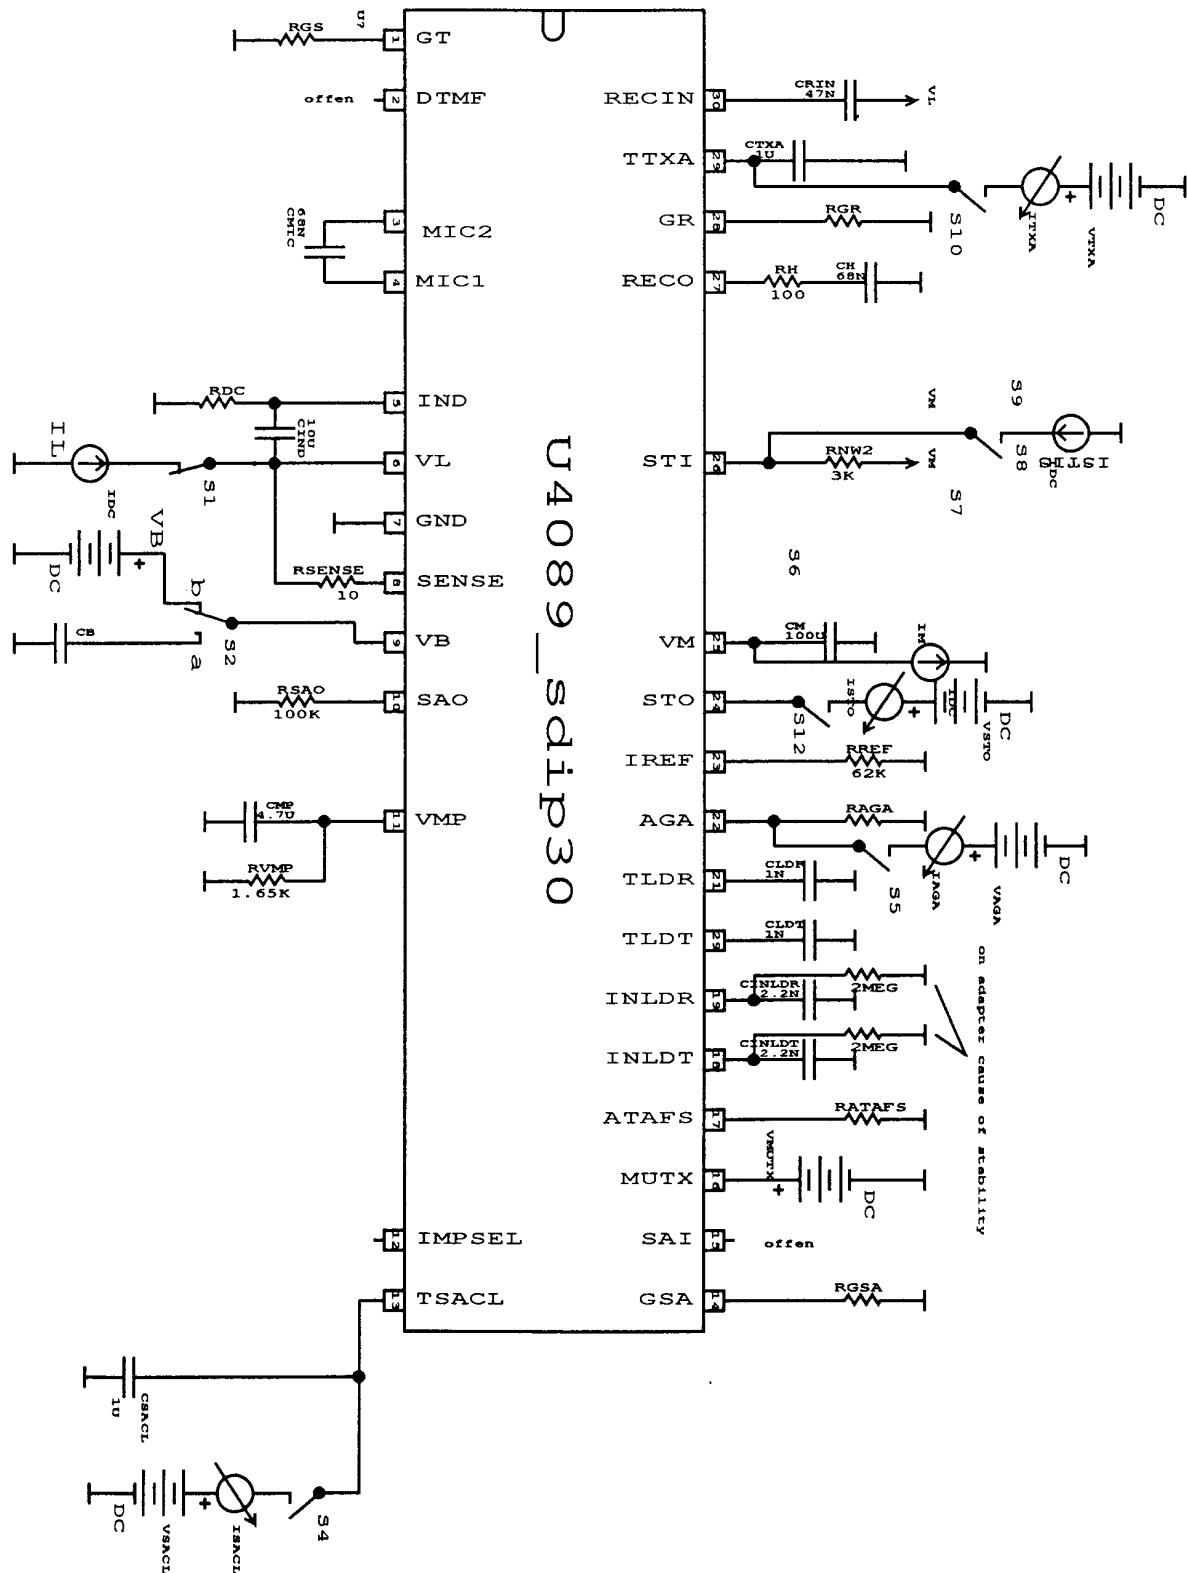 U?
RGS
1
GT
offen
2
DTMF
68N
CMIC
3
MIC2
4
MIC1
RDC
5
IND
10U
CIND
IL
IDC
S1
6
VL
7
GND
VB
DC
+
RSENSE
10
8
SENSE
b
a
S2
CB
9
VB
RSAO
100K
10
SAO
CMP
4.7U
11
VMP
RVMP
1.65K
12
IMPSEL
13
TSACL
CSACL
1U
S4
ISACL
+
VSACL
DC
U4089_sdip30
RECIN
30
CRIN
47N
VL
TTXA
29
CTXA
1U
S10
ITXA
+
VTXA
DC
GR
28
RGR
RECO
27
RH
100
CH
68N
VM
S9
S8
ISTIG
IDC
STI
26
RNW2
3K
VM
S7
S6
VM
25
CM
100U
IM
STO
24
S12
ISTO
+
IDC
VSTO
DC
IREF
23
RREF
62K
AGA
22
RAGA
S5
IAGA
+
VAGA
DC
TLDR
21
CLDR
1N
TLDT
20
CLDT
1N
INLDR
19
CINLDR
2.2N
2MEG
INLDT
18
CINLDT
2.2N
2MEG
on adapter cause of stability
ATAFS
17
RATAFS
MUTX
16
VMUTX
+
DC
SAI
15
offen
GSA
14
RGSA